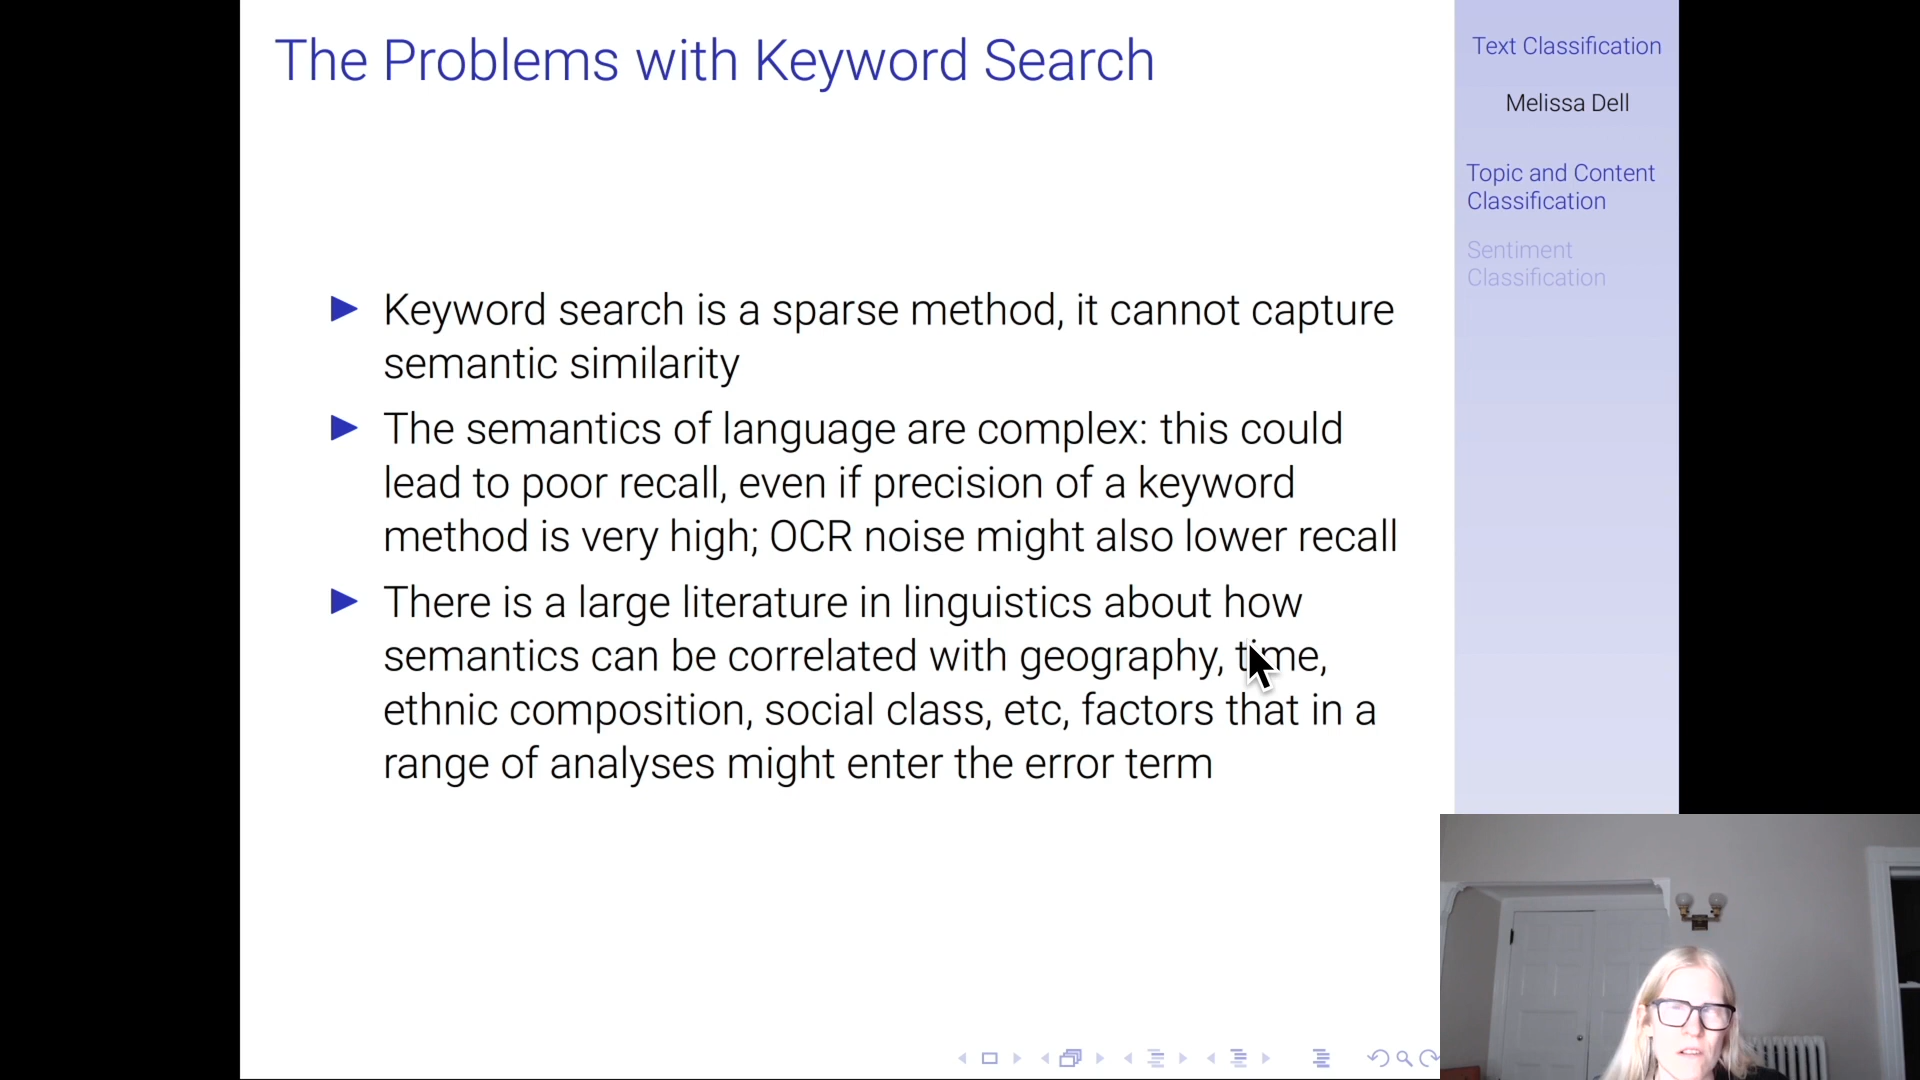 The Problems with Keyword Search
Keyword search is a sparse method, it cannot capture
semantic similarity
The semantics of language are complex: this could
lead to poor recall, even if precision of a keyword
method is very high; OCR noise might also lower recall
There is a large literature in linguistics about how
semantics can be correlated with geography, time,
ethnic composition, social class, etc, factors that in a
range of analyses might enter the error term
Text Classification
Melissa Dell
Topic and Content
Classification
Sentiment
Classification